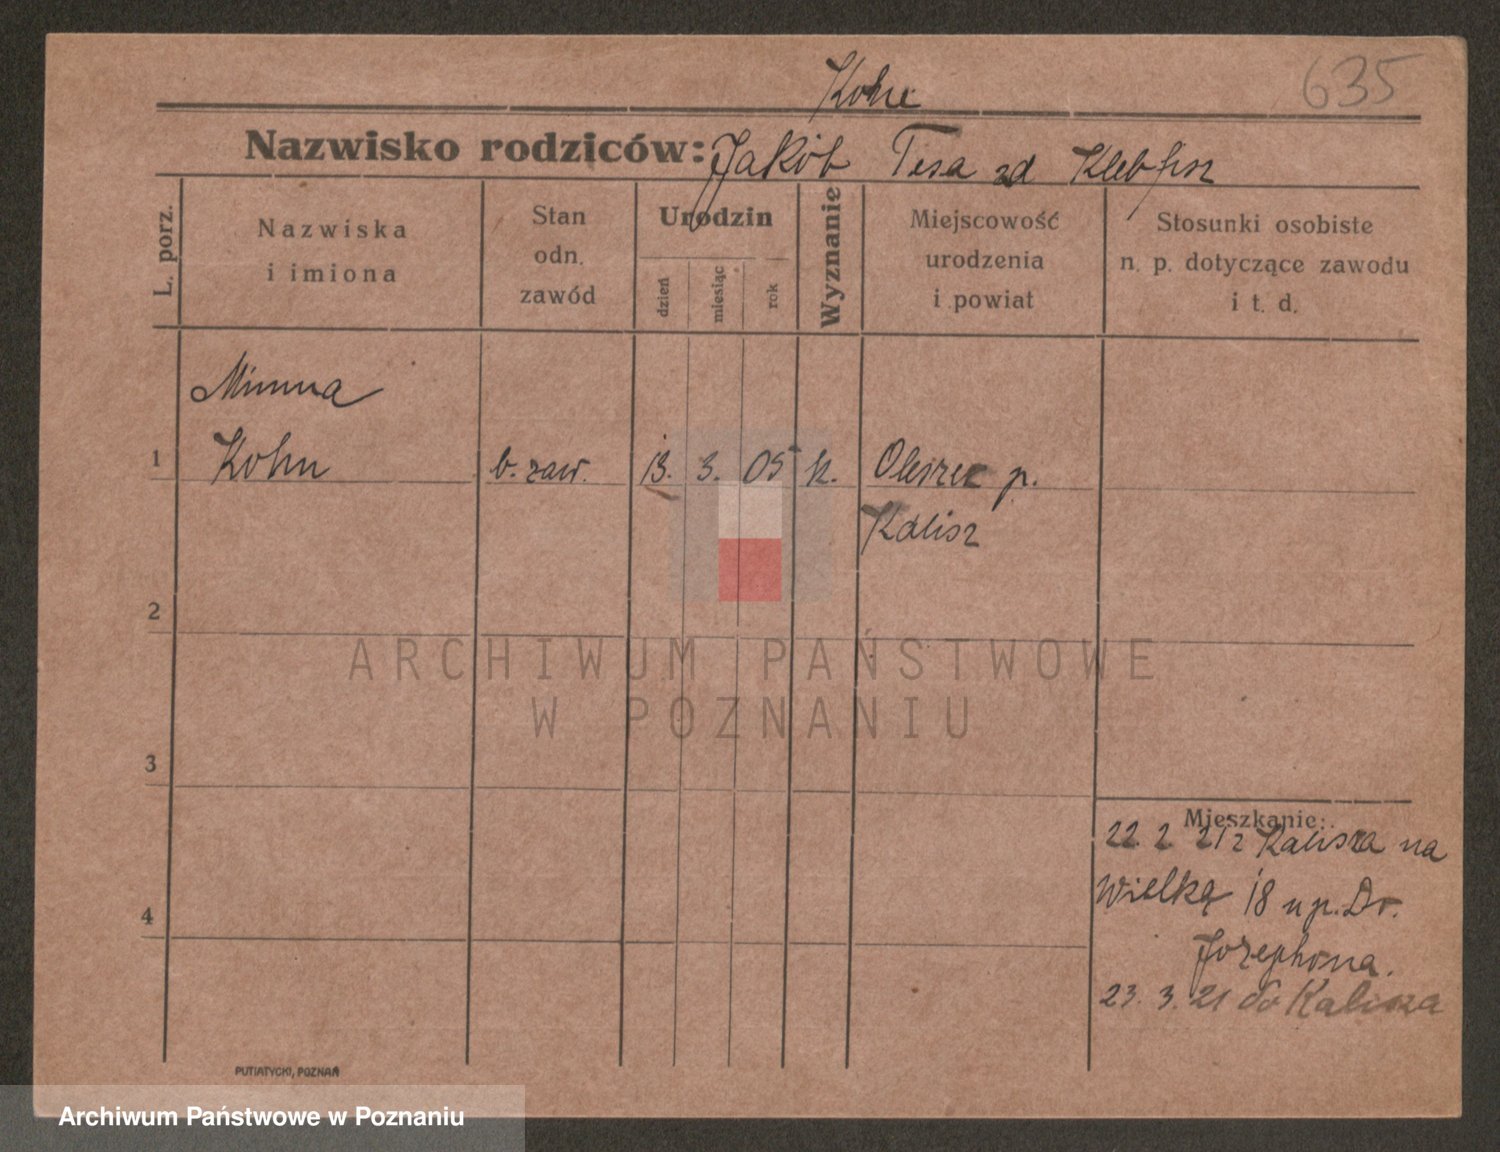 635
Kohn
Nazwisko rodziców: Jakób Tesa zd Klebfisz
L. porz.
Nazwiska
i imiona
Stan
odn.
zawód
Urodzin
dzień
miesiąc
rok
Wyznanie
Miejscowość
urodzenia
i powiat
Stosunki osobiste
n. p. dotyczące zawodu
i t. d.
Minna
1 Kohn b. zaw. 13. 3. 05 p.
Kalisz
2
ARCHIWUM PAŃSTWOWE
W POZNANIU
3
Mieszkanie:
22 2 21 z Kalisza na
4 Wielką 18 u p. Dr.
Jozephona.
23. 3. 21 do Kalisza
PUTIATYCKI, POZNAŃ
Archiwum Państwowe w Poznaniu